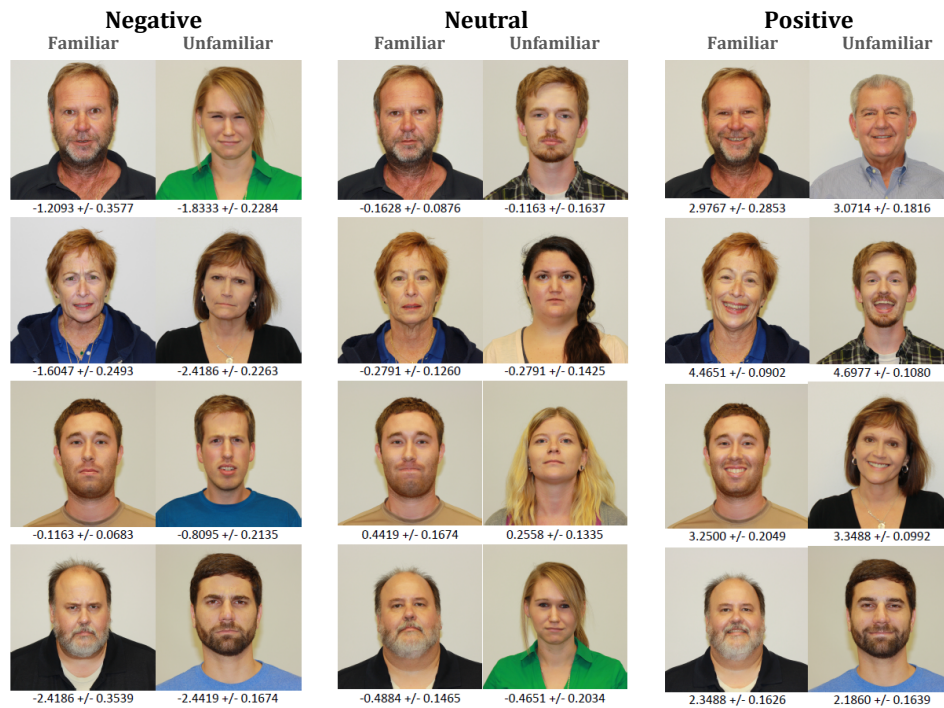 Negative Neutral Positive
Familiar Unfamiliar Familiar Unfamiliar Familiar Unfamiliar
-1.2093 +/- 0.3577 -1.8333 +/- 0.2284 -0.1628 +/- 0.0876 -0.1163 +/- 0.1637 2.9767 +/- 0.2853 3.0714 +/- 0.1816
-1.6047 +/- 0.2493 -2.4186 +/- 0.2263 -0.2791 +/- 0.1260 -0.2791 +/- 0.1425 4.4651 +/- 0.0902 4.6977 +/- 0.1080
-0.1163 +/- 0.0683 -0.8095 +/- 0.2135 0.4419 +/- 0.1674 0.2558 +/- 0.1335 3.2500 +/- 0.2049 3.3488 +/- 0.0992
-2.4186 +/- 0.3539 -2.4419 +/- 0.1674 -0.4884 +/- 0.1465 -0.4651 +/- 0.2034 2.3488 +/- 0.1626 2.1860 +/- 0.1639